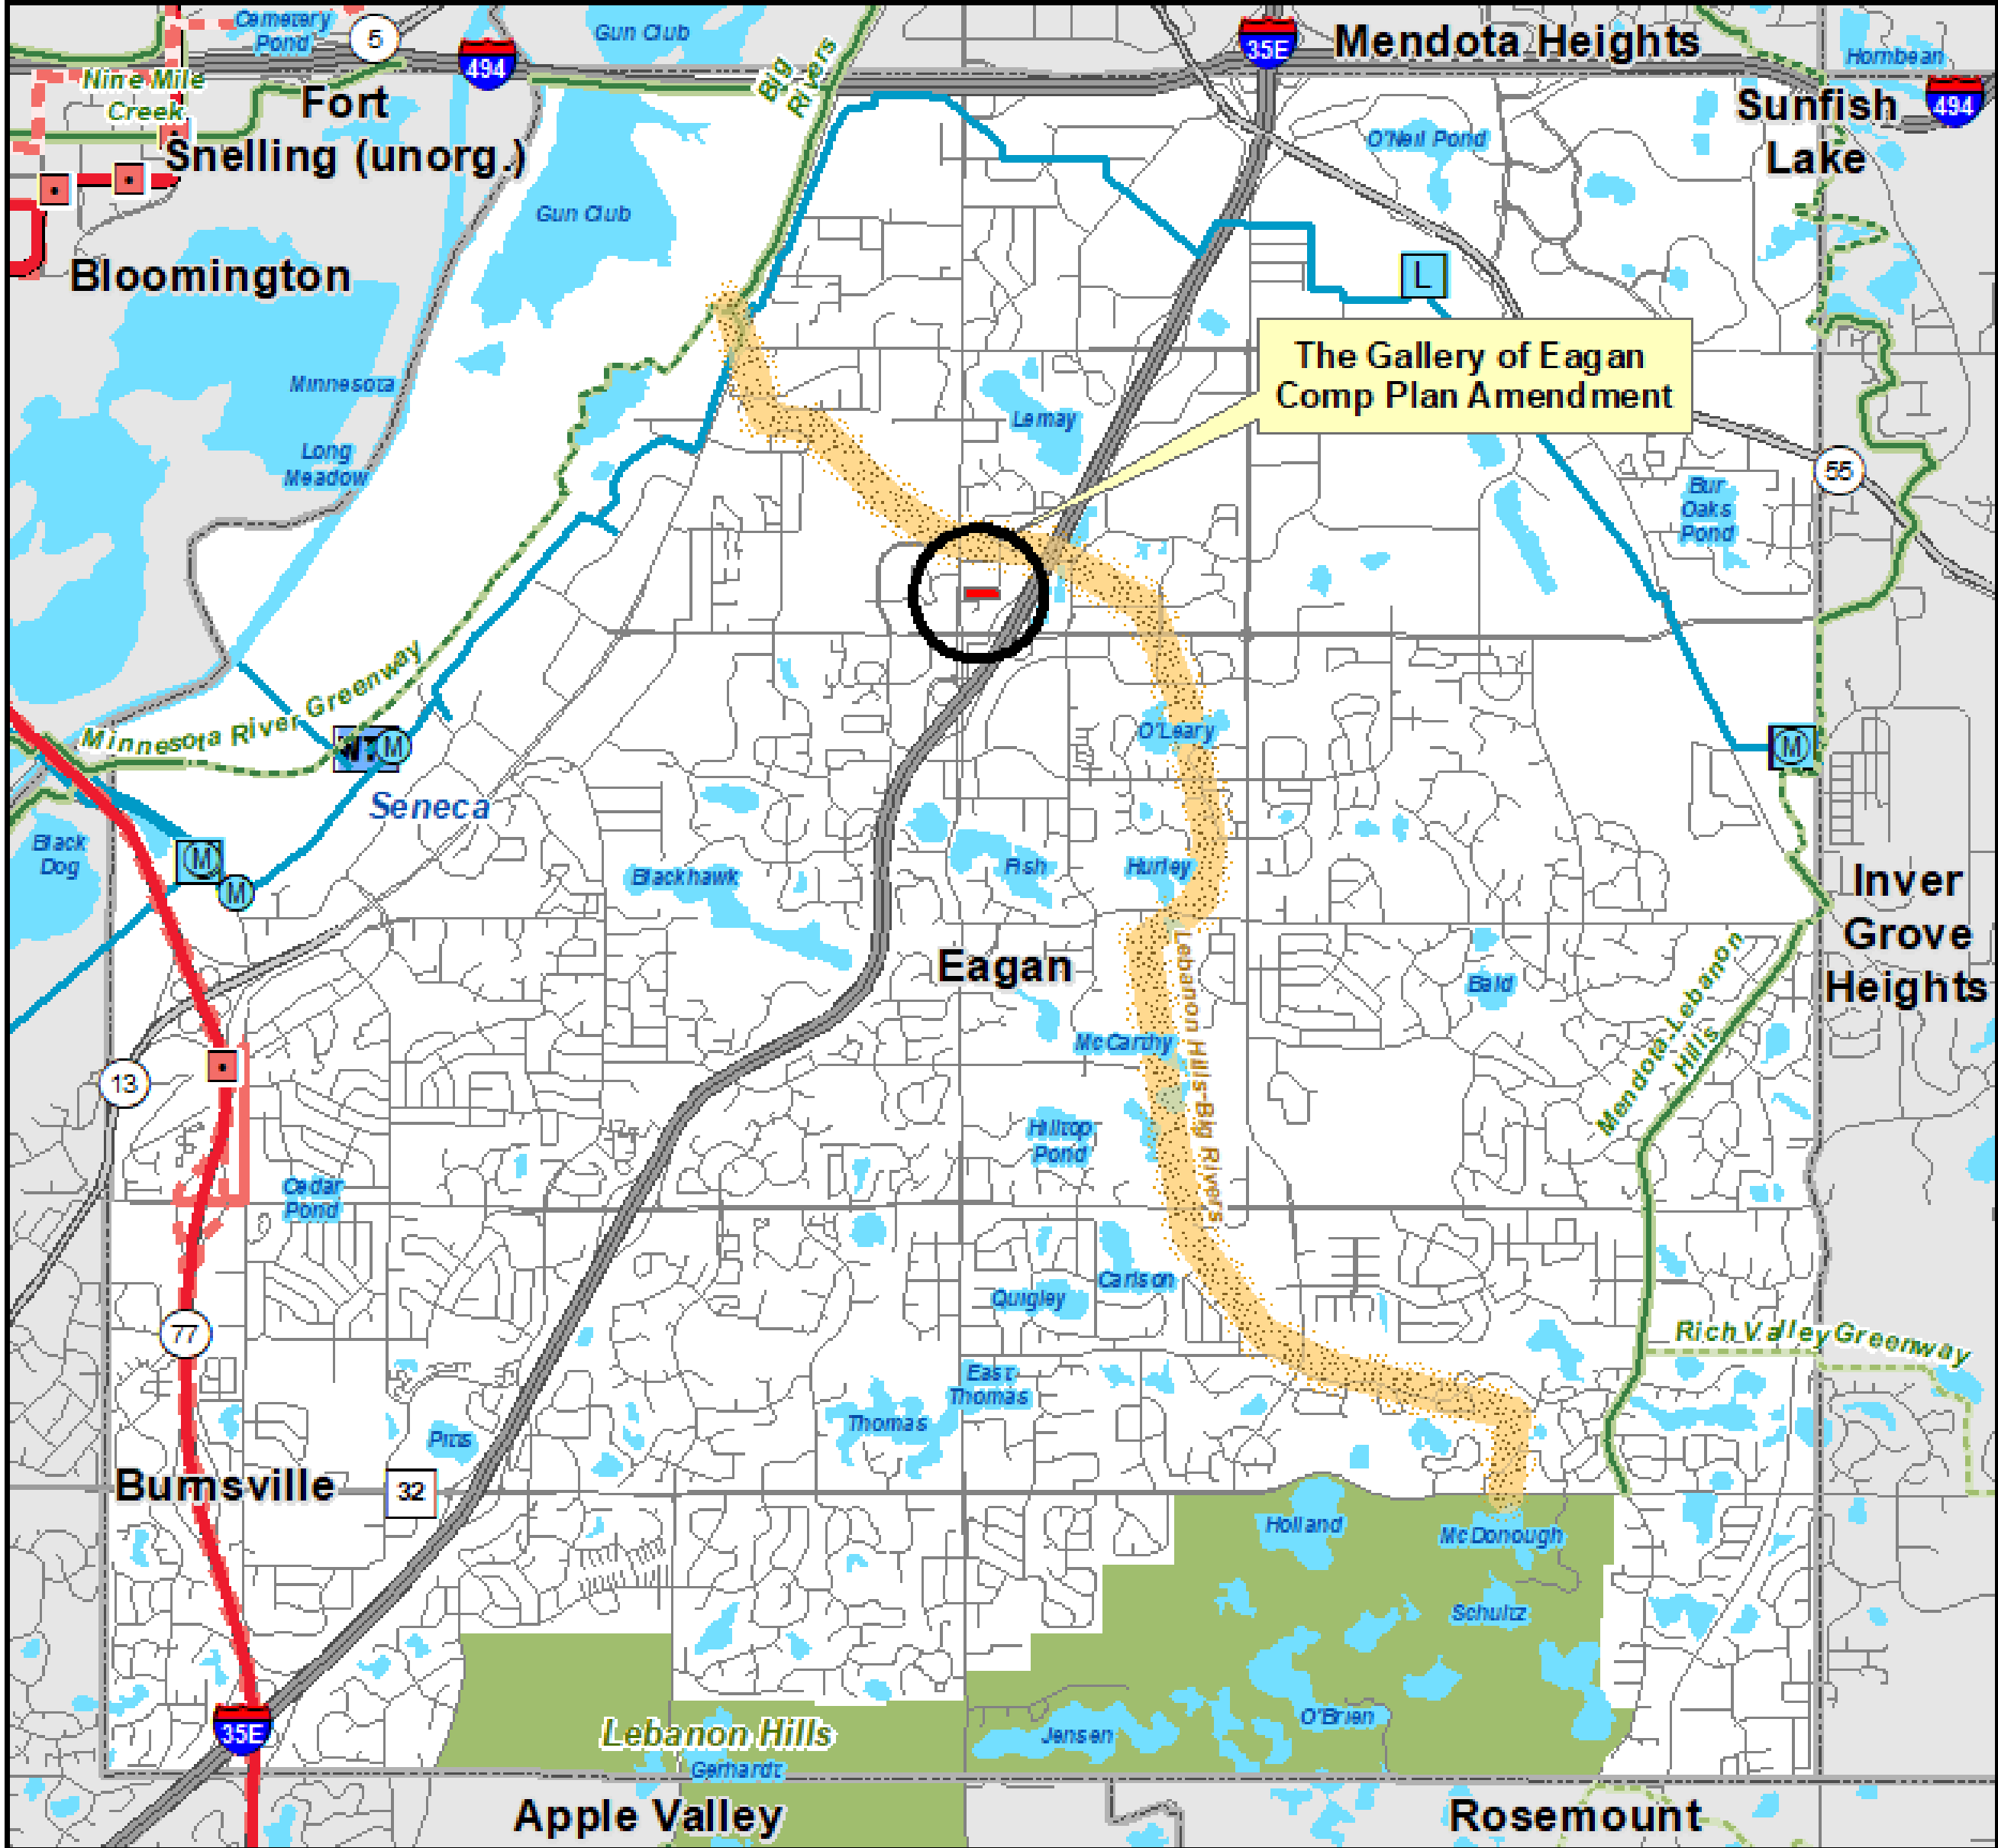 Cemetery
Pond
5
494
Gun Club
Big
Rivers
35E
Mendota Heights
Hornbean
494
Nine Mile
Creek
Fort
Snelling (unorg.)
Sunfish
Lake
O'Neil Pond
Gun Club
Bloomington
L
The Gallery of Eagan
Comp Plan Amendment
Minnesota
Long
Meadow
Lemay
55
Bur
Oaks
Pond
Minnesota River Greenway
M
M
O'Leary
Seneca
Black
Dog
M
M
Blackhawk
Fish
Hurley
Inver
Grove
Heights
Eagan
Bald
Mendota-Lebanon
Hills
Lebanon Hills-Big Rivers
McCarthy
13
Hilltop
Pond
Cedar
Pond
Carlson
Quigley
77
Rich Valley Greenway
East
Thomas
Thomas
Pitts
Burnsville
32
Holland
McDonough
Schultz
O'Brien
Jensen
35E
Lebanon Hills
Gerhardt
Apple Valley
Rosemount